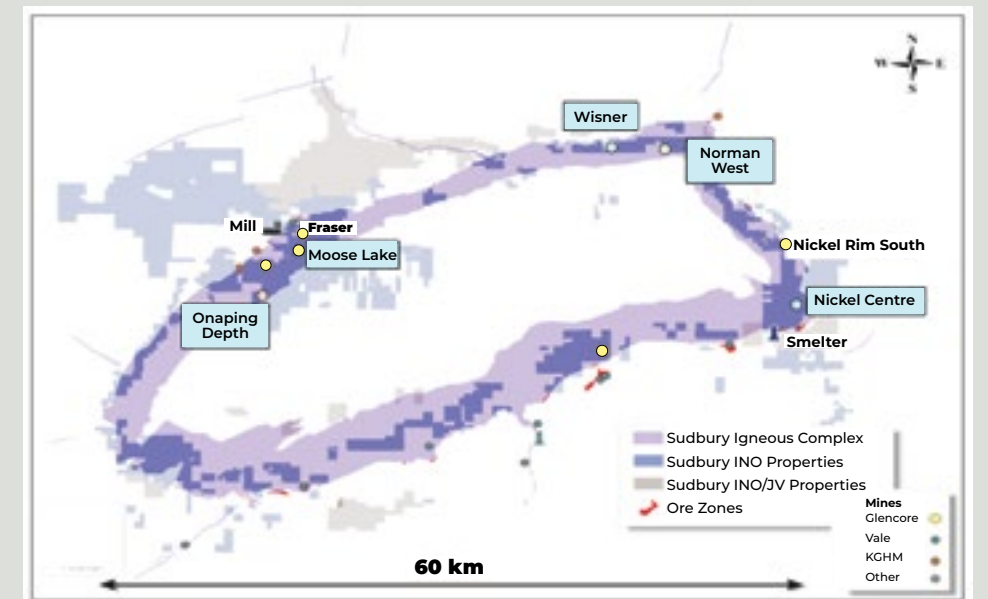 N
W E
S
Wisner
Norman
West
Mill
Fraser
Moose Lake
Nickel Rim South
Onaping
Depth
Nickel Centre
Smelter
Sudbury Igneous Complex
Sudbury INO Properties
Sudbury INO/JV Properties
Ore Zones
Mines
Glencore
Vale
KGHM
Other
60 km